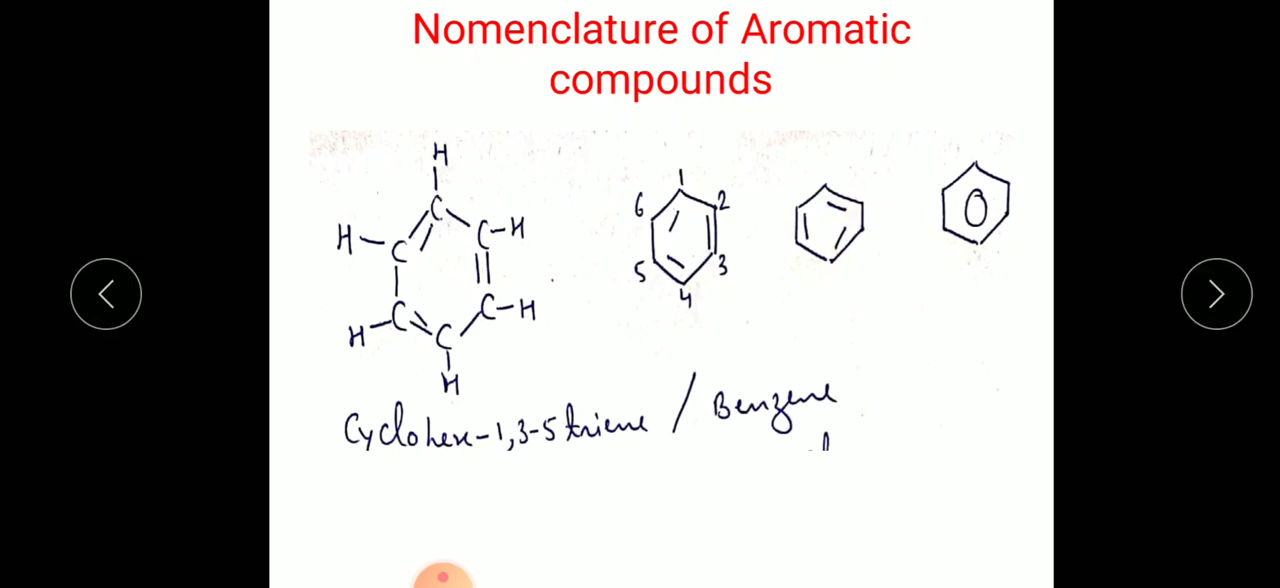 Nomenclature of Aromatic
compounds
H
H-C C C-H
H-C C C-H
H
1
6 2
5 3
4
Cyclohex-1,3-5 triene / Benzene